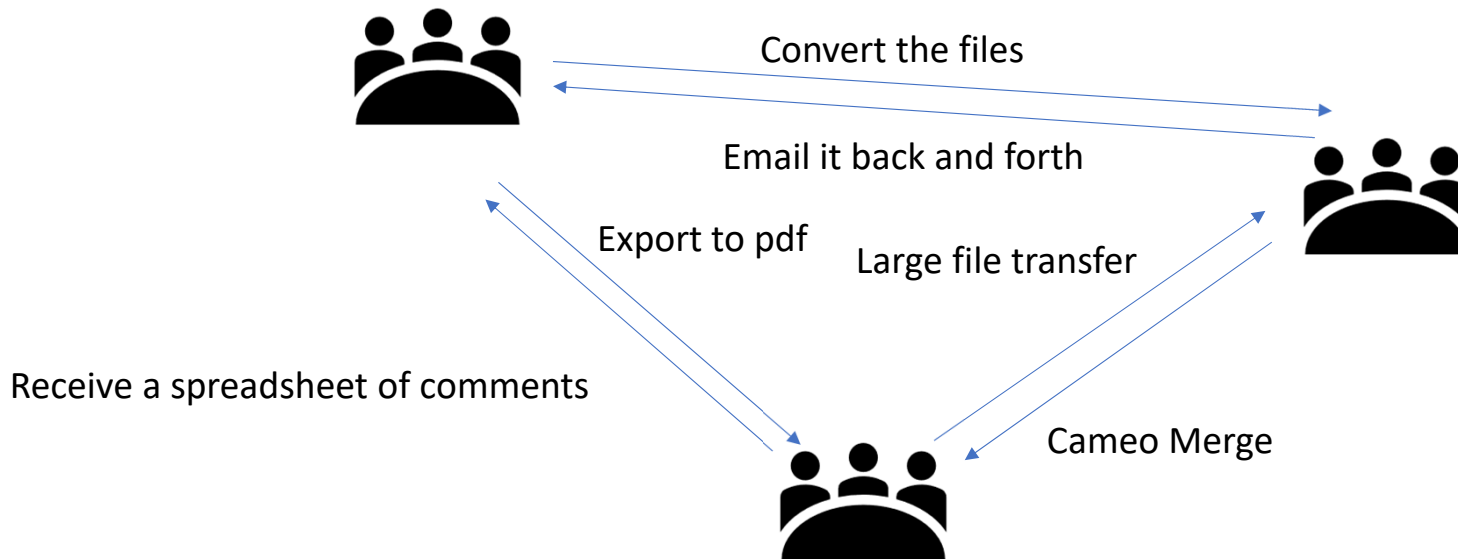 Convert the files
Email it back and forth
Export to pdf
Large file transfer
Receive a spreadsheet of comments
Cameo Merge